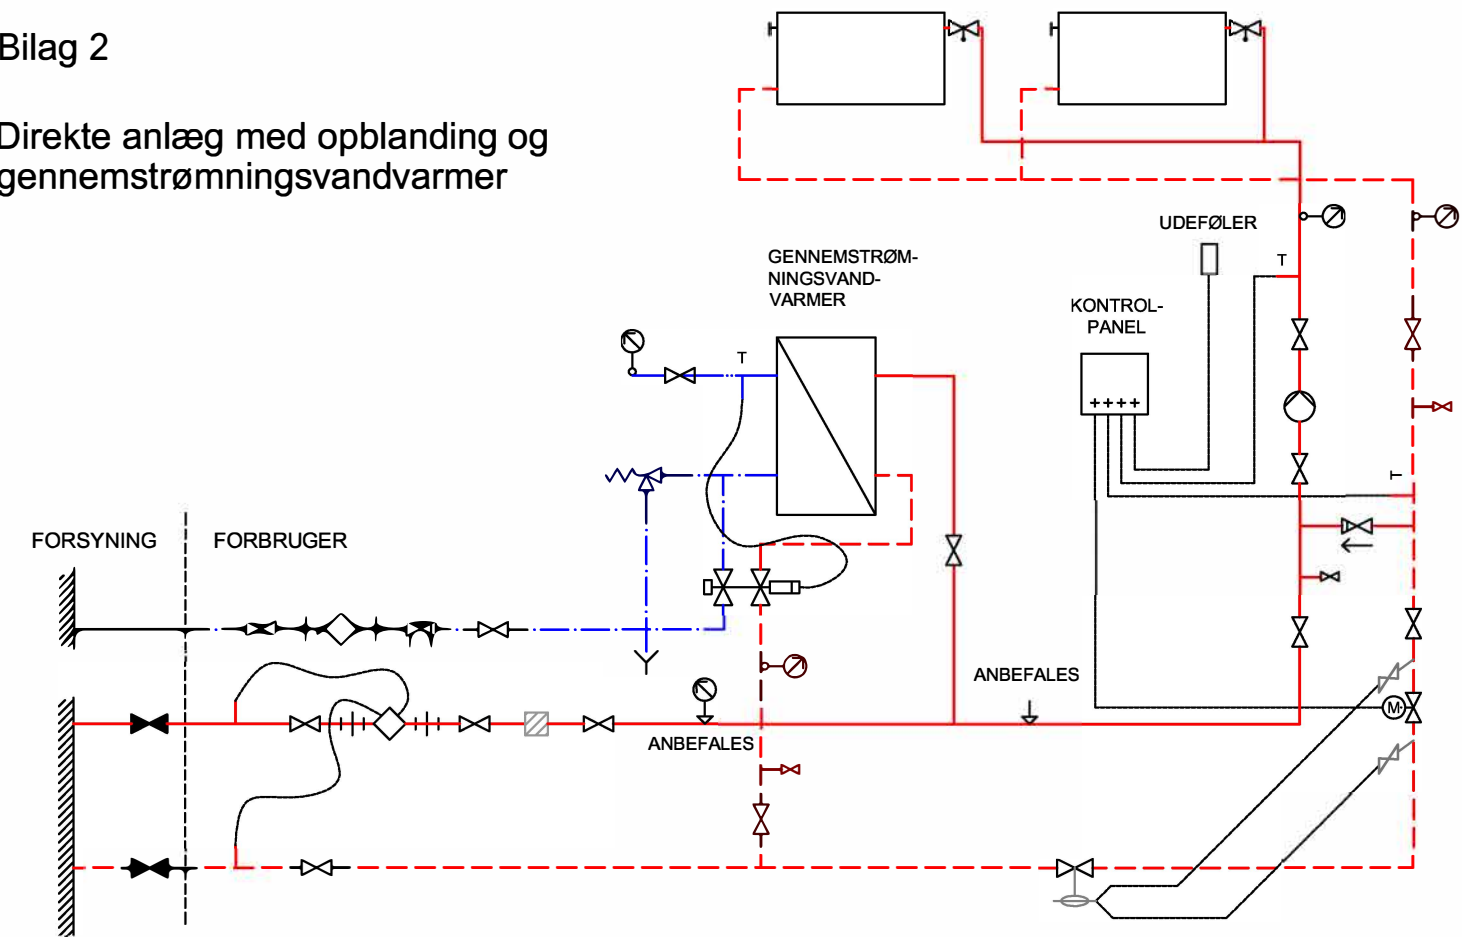 Bilag 2
Direkte anlæg med opblanding og
gennemstrømningsvandvarmer
UDEFØLER
GENNEMSTRØM-
NINGSVAND-
VARMER
T
KONTROL-
PANEL
T
++++
T
FORSYNING
FORBRUGER
ANBEFALES
M
ANBEFALES